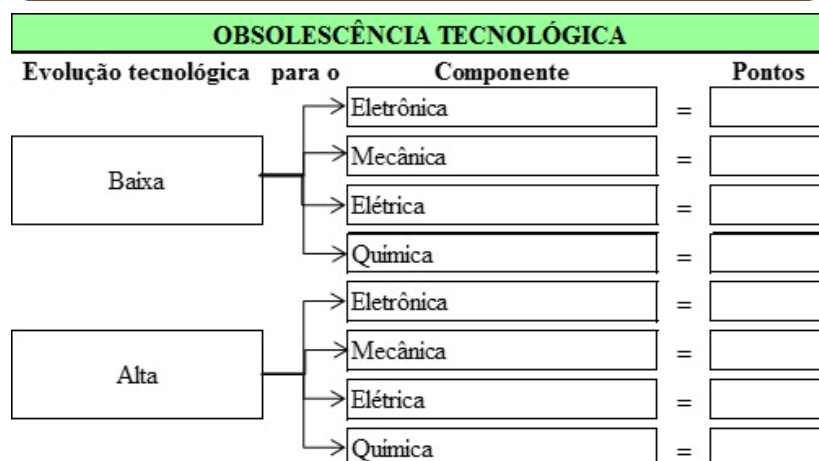 OBSOLESCÊNCIA TECNOLÓGICA
Evolução tecnológica para o Componente Pontos
Eletrônica =
Mecânica =
Baixa
Elétrica =
Química =
Eletrônica =
Mecânica =
Alta
Elétrica =
Química =